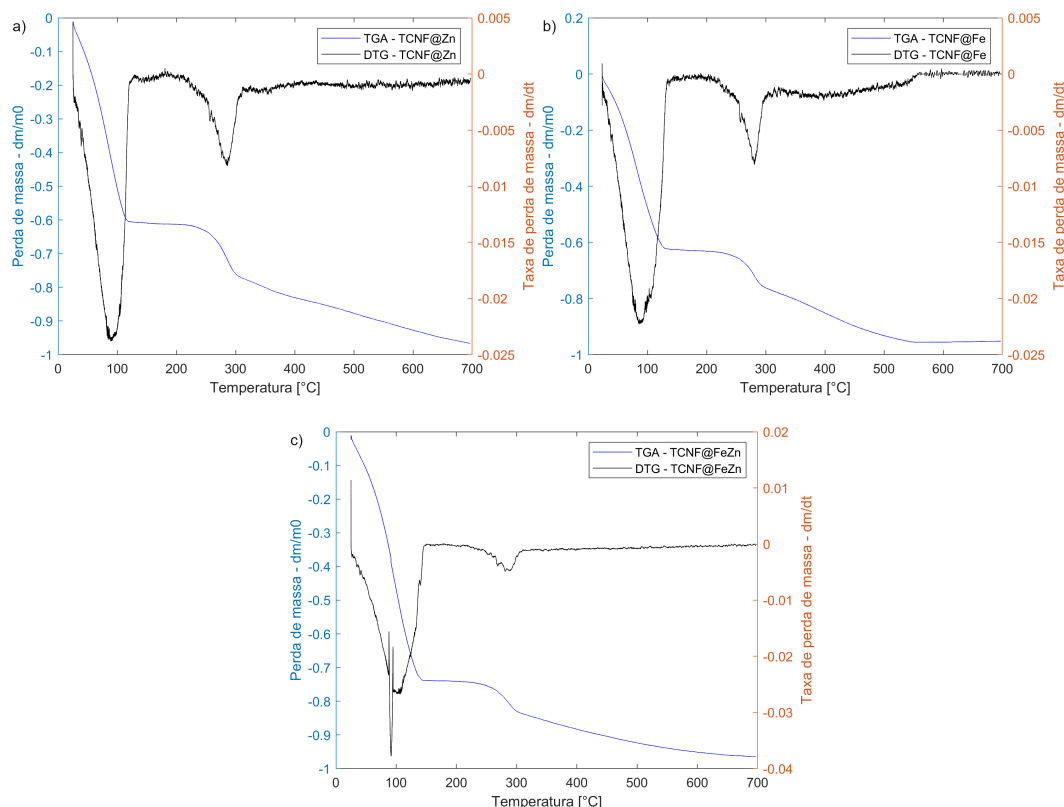 a)
0
-0.1
-0.2
-0.3
-0.4
-0.5
-0.6
-0.7
-0.8
-0.9
-1
Perda de massa - dm/m0
TGA - TCNF@Zn
DTG - TCNF@Zn
0.005
0
-0.005
-0.01
-0.015
-0.02
-0.025
Taxa de perda de massa - dm/dt
0 100 200 300 400 500 600 700
Temperatura [°C]
b)
0.2
0
-0.2
-0.4
-0.6
-0.8
-1
Perda de massa - dm/m0
TGA - TCNF@Fe
DTG - TCNF@Fe
0.005
0
-0.005
-0.01
-0.015
-0.02
-0.025
Taxa de perda de massa - dm/dt
0 100 200 300 400 500 600 700
Temperatura [°C]
c)
0
-0.1
-0.2
-0.3
-0.4
-0.5
-0.6
-0.7
-0.8
-0.9
-1
Perda de massa - dm/m0
TGA - TCNF@FeZn
DTG - TCNF@FeZn
0.02
0.01
0
-0.01
-0.02
-0.03
-0.04
Taxa de perda de massa - dm/dt
0 100 200 300 400 500 600 700
Temperatura [°C]